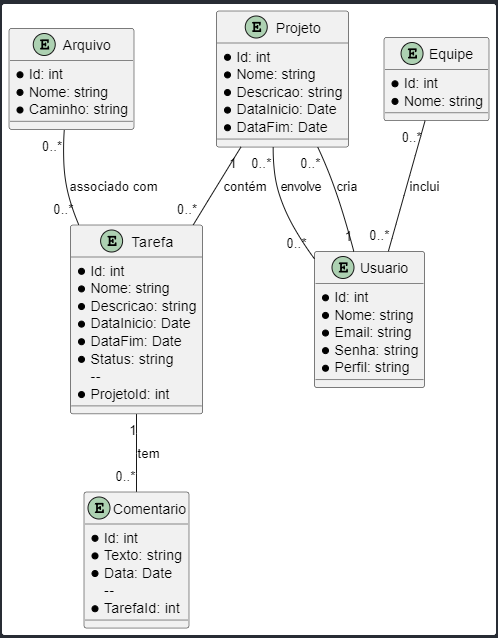 E Arquivo
Id: int
Nome: string
Caminho: string
E Projeto
Id: int
Nome: string
Descricao: string
DataInicio: Date
DataFim: Date
E Equipe
Id: int
Nome: string
0..*
0..*
associado com
1
0..*
contém
0..*
0..*
envolve
0..*
1
cria
0..*
0..*
inclui
E Tarefa
Id: int
Nome: string
Descricao: string
DataInicio: Date
DataFim: Date
Status: string
--
ProjetoId: int
E Usuario
Id: int
Nome: string
Email: string
Senha: string
Perfil: string
1
tem
0..*
E Comentario
Id: int
Texto: string
Data: Date
--
TarefaId: int